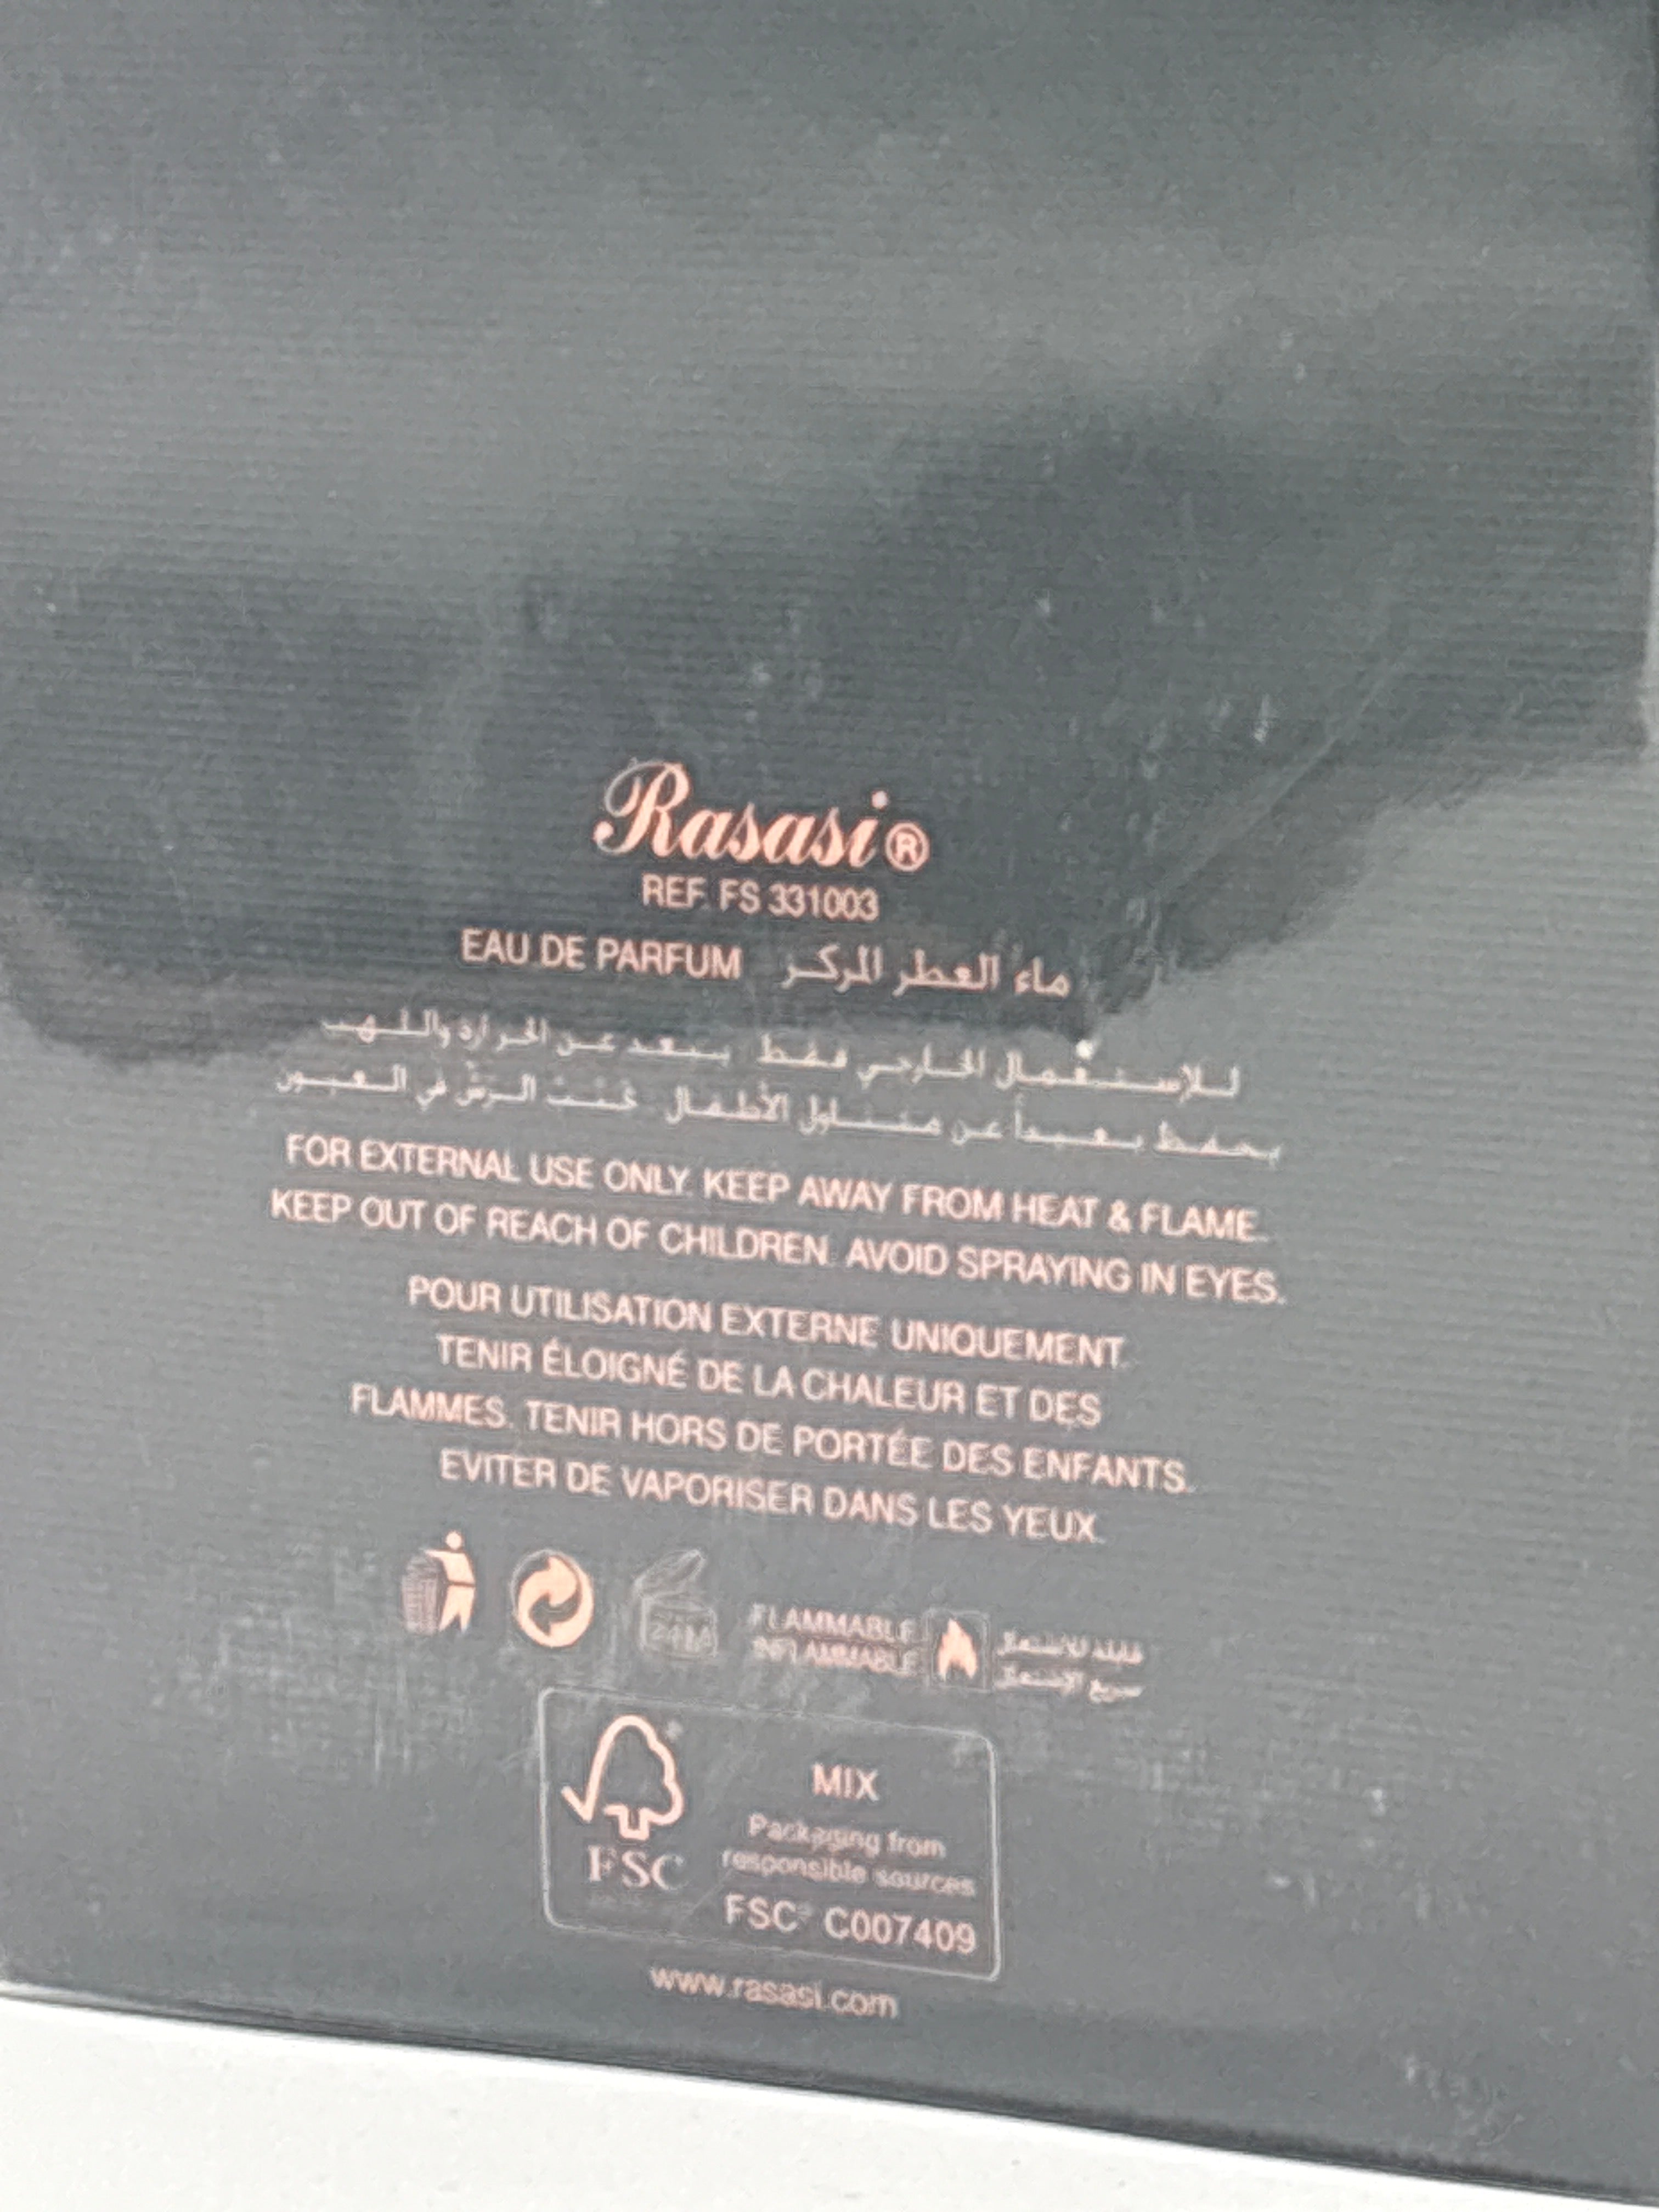 Rasasi®
REF. FS 331003
EAU DE PARFUM ماء العطر المركز
للإستعمال الخارجي فقط يبعد عن الحرارة واللهب
يحفظ بعيداً عن متناول الأطفال تجنب الرش في العيون
FOR EXTERNAL USE ONLY. KEEP AWAY FROM HEAT & FLAME.
KEEP OUT OF REACH OF CHILDREN. AVOID SPRAYING IN EYES.
POUR UTILISATION EXTERNE UNIQUEMENT.
TENIR ÉLOIGNÉ DE LA CHALEUR ET DES
FLAMMES. TENIR HORS DE PORTÉE DES ENFANTS.
EVITER DE VAPORISER DANS LES YEUX.
24M
FLAMMABLE قابلة للاشتعال
INFLAMMABLE سريع الإشتعال
FSC
MIX
Packaging from
responsible sources
FSC® C007409
www.rasasi.com